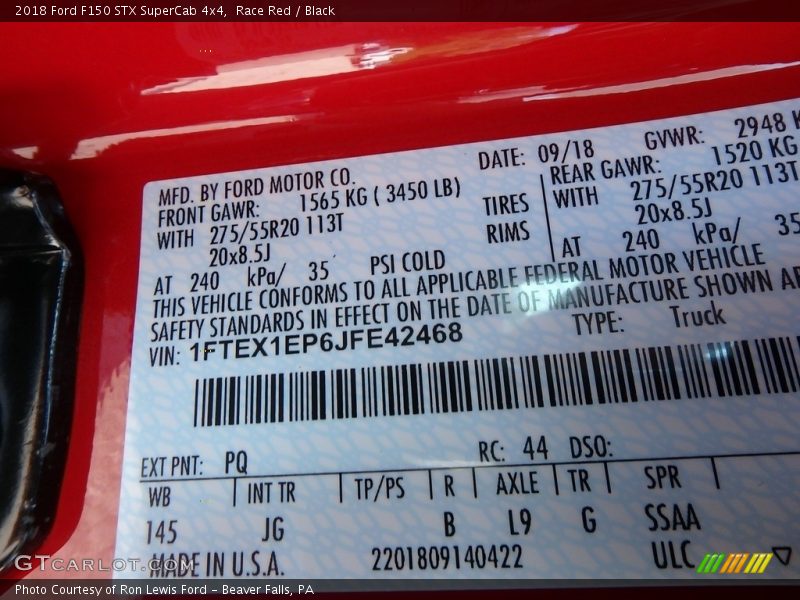 2018 Ford F150 STX SuperCab 4x4,  Race Red / Black
MFD. BY FORD MOTOR CO.
DATE: 09/18
GVWR: 2948 K
FRONT GAWR: 1565 KG ( 3450 LB)
REAR GAWR: 1520 KG
WITH 275/55R20 113T
TIRES
WITH 275/55R20 113T
20x8.5J
RIMS
20x8.5J
AT 240 kPa/ 35 PSI COLD
AT 240 kPa/ 35
THIS VEHICLE CONFORMS TO ALL APPLICABLE FEDERAL MOTOR VEHICLE
SAFETY STANDARDS IN EFFECT ON THE DATE OF MANUFACTURE SHOWN AB
VIN: 1FTEX1EP6JFE42468
TYPE: Truck
EXT PNT: PQ
RC: 44 DSO:
WB INT TR TP/PS R AXLE TR SPR
145 JG B L9 G SSAA
MADE IN U.S.A. 2201809140422 ULC
GTCarLot.com
Photo Courtesy of Ron Lewis Ford - Beaver Falls, PA